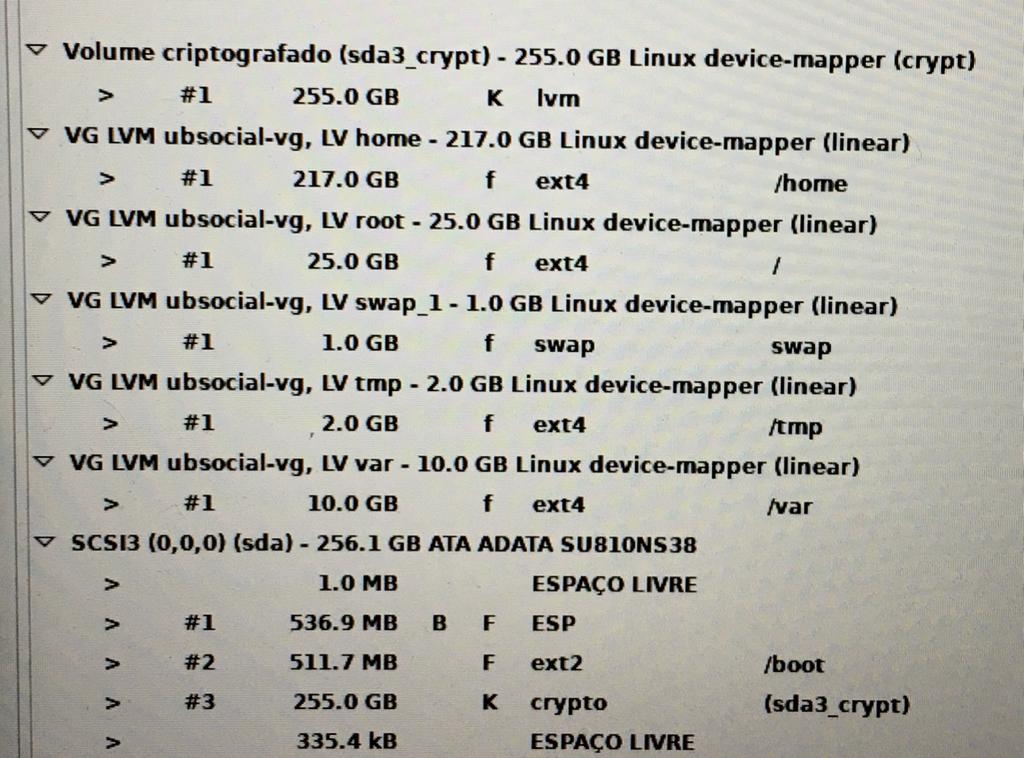 ▽ Volume criptografado (sda3_crypt) - 255.0 GB Linux device-mapper (crypt)
> #1 255.0 GB K lvm
▽ VG LVM ubsocial-vg, LV home - 217.0 GB Linux device-mapper (linear)
> #1 217.0 GB f ext4 /home
▽ VG LVM ubsocial-vg, LV root - 25.0 GB Linux device-mapper (linear)
> #1 25.0 GB f ext4 /
▽ VG LVM ubsocial-vg, LV swap_1 - 1.0 GB Linux device-mapper (linear)
> #1 1.0 GB f swap swap
▽ VG LVM ubsocial-vg, LV tmp - 2.0 GB Linux device-mapper (linear)
> #1 2.0 GB f ext4 /tmp
▽ VG LVM ubsocial-vg, LV var - 10.0 GB Linux device-mapper (linear)
> #1 10.0 GB f ext4 /var
▽ SCSI3 (0,0,0) (sda) - 256.1 GB ATA ADATA SU810NS38
> 1.0 MB ESPAÇO LIVRE
> #1 536.9 MB B F ESP
> #2 511.7 MB F ext2 /boot
> #3 255.0 GB K crypto (sda3_crypt)
> 335.4 kB ESPAÇO LIVRE